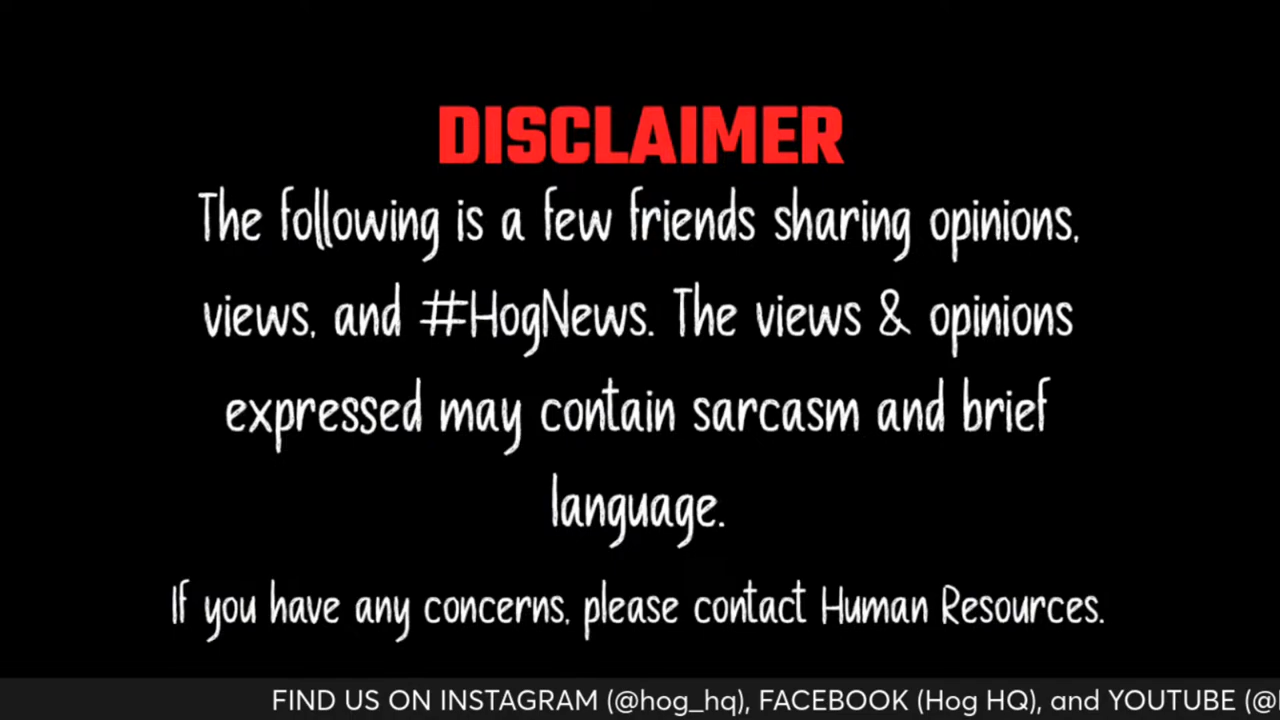 DISCLAIMER
The following is a few friends sharing opinions,
views, and #HogNews. The views & opinions
expressed may contain sarcasm and brief
language.
If you have any concerns, please contact Human Resources.
FIND US ON INSTAGRAM (@hog_hq), FACEBOOK (Hog HQ), and YOUTUBE (@